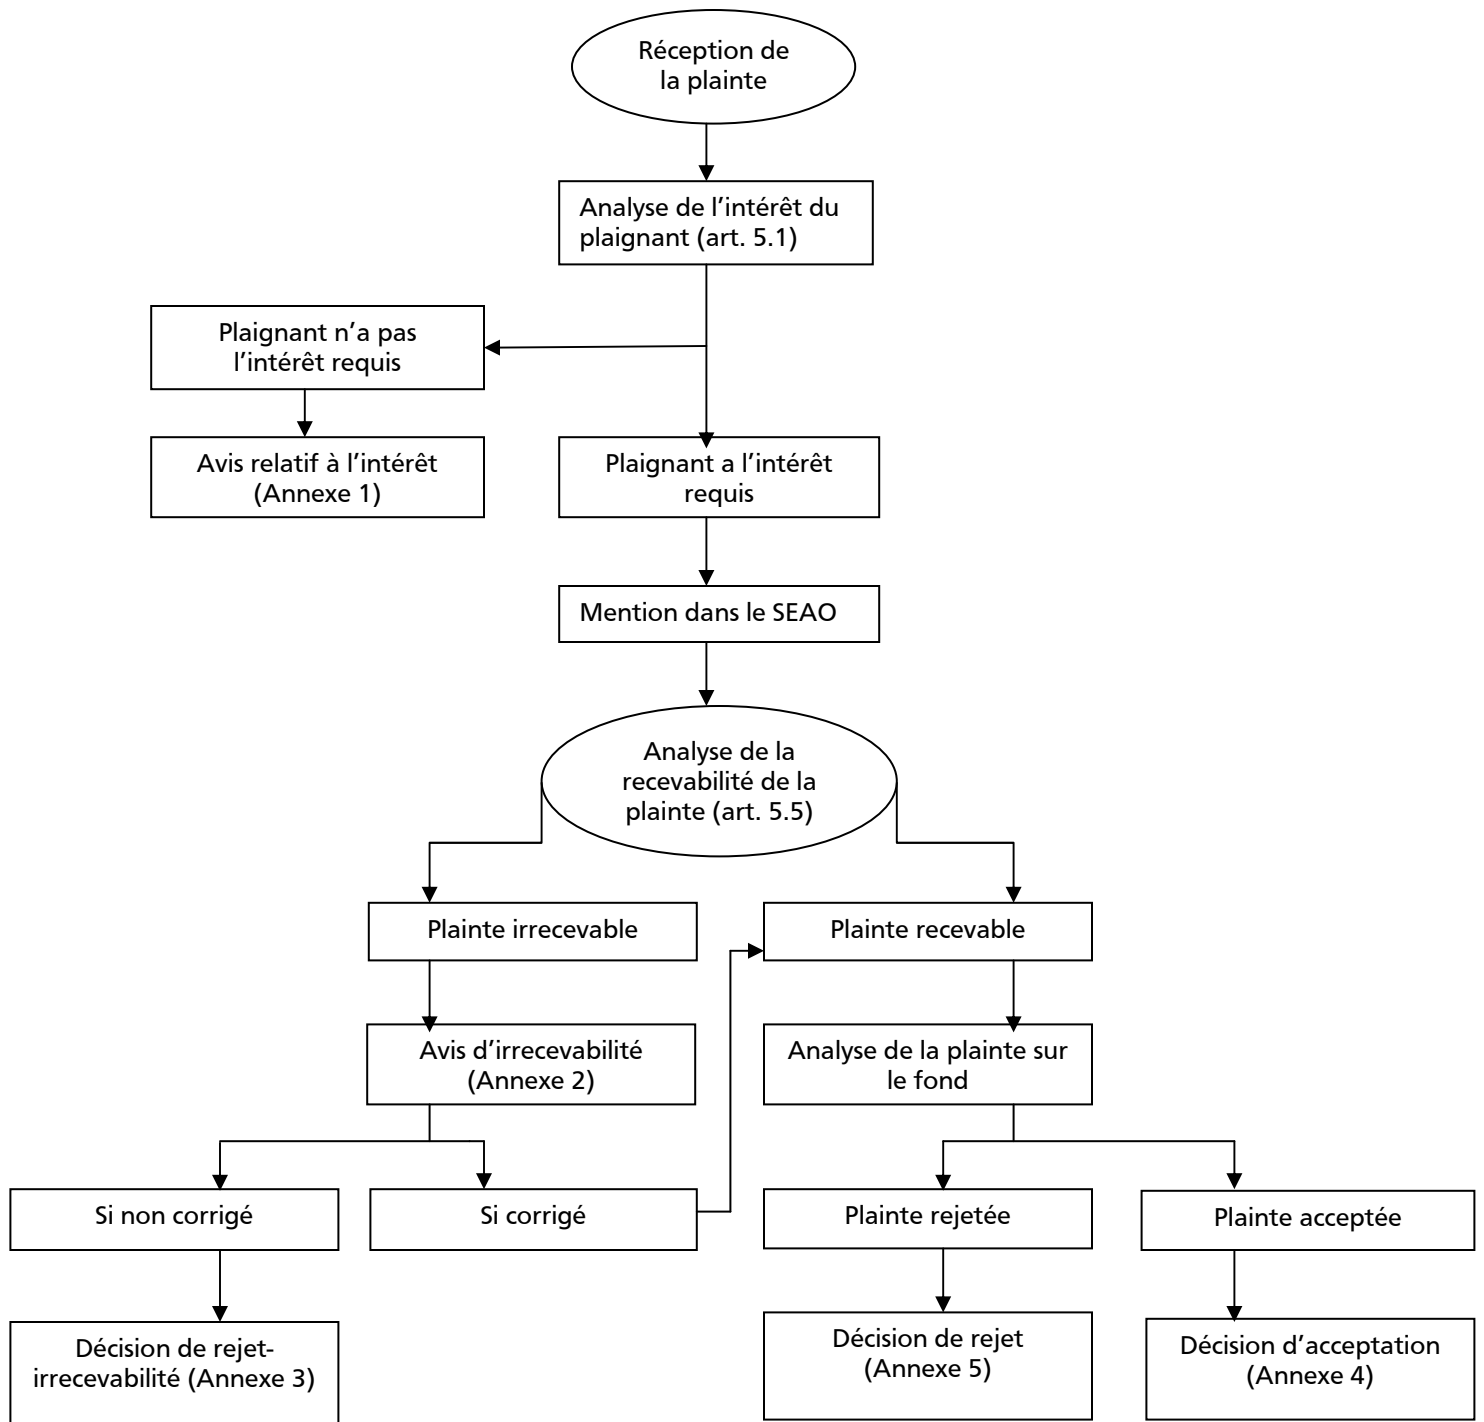 Réception de
la plainte
Analyse de l’intérêt du
plaignant (art. 5.1)
Plaignant n’a pas
l’intérêt requis
Avis relatif à l’intérêt
(Annexe 1)
Plaignant a l’intérêt
requis
Mention dans le SEAO
Analyse de la
recevabilité de la
plainte (art. 5.5)
Plainte irrecevable
Plainte recevable
Avis d’irrecevabilité
(Annexe 2)
Analyse de la plainte sur
le fond
Si non corrigé
Si corrigé
Plainte rejetée
Plainte acceptée
Décision de rejet-
irrecevabilité (Annexe 3)
Décision de rejet
(Annexe 5)
Décision d’acceptation
(Annexe 4)